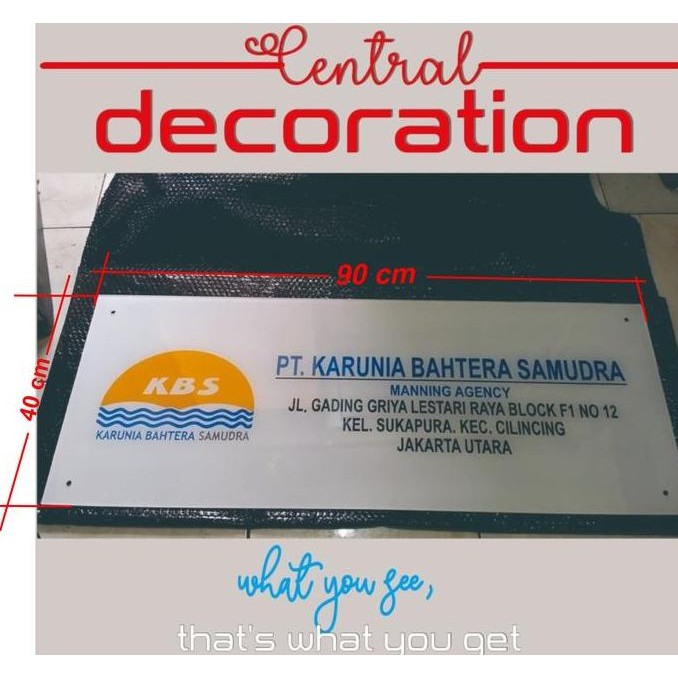 Central
decoration
90 cm
40 cm
KBS
KARUNIA BAHTERA SAMUDRA
PT. KARUNIA BAHTERA SAMUDRA
MANNING AGENCY
JL. GADING GRIYA LESTARI RAYA BLOCK F1 NO 12
KEL. SUKAPURA. KEC. CILINCING
JAKARTA UTARA
what you see,
that's what you get